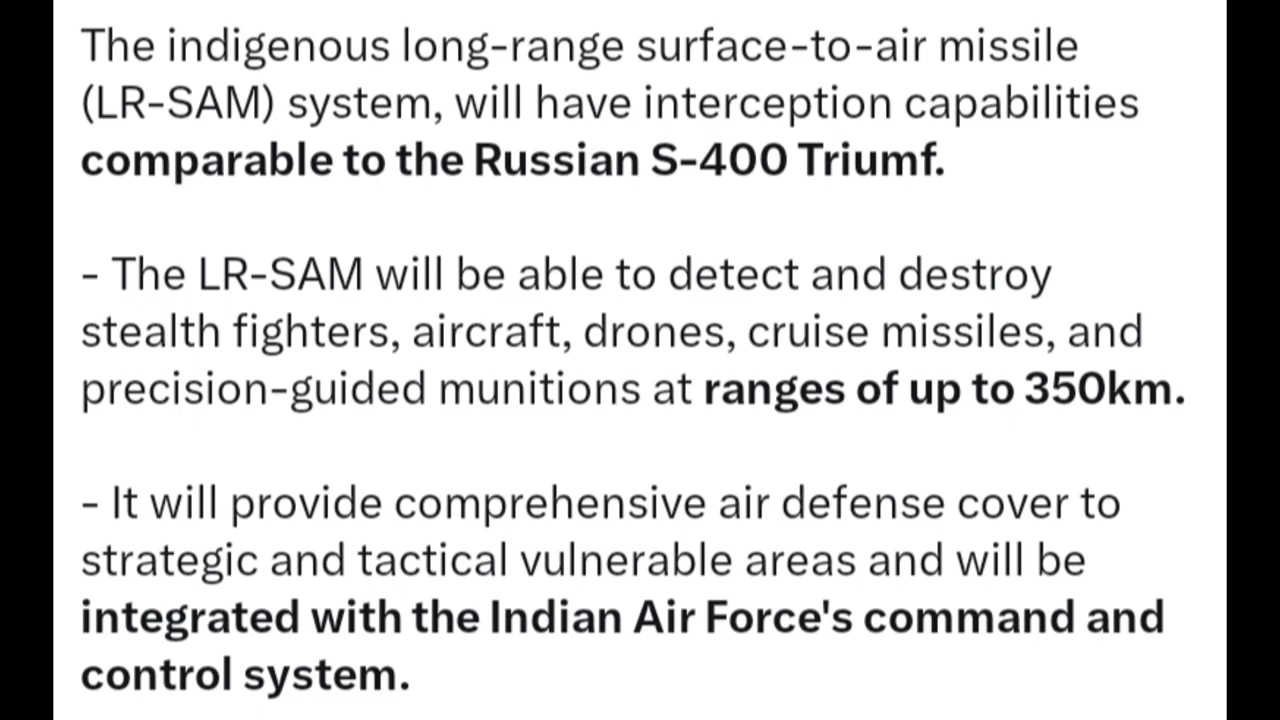 The indigenous long-range surface-to-air missile
(LR-SAM) system, will have interception capabilities
comparable to the Russian S-400 Triumf.
- The LR-SAM will be able to detect and destroy
stealth fighters, aircraft, drones, cruise missiles, and
precision-guided munitions at ranges of up to 350km.
- It will provide comprehensive air defense cover to
strategic and tactical vulnerable areas and will be
integrated with the Indian Air Force's command and
control system.